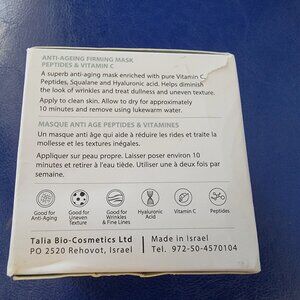 ANTI-AGEING FIRMING MASK
PEPTIDES & VITAMIN C
A superb anti-aging mask enriched with pure Vitamin C,
Peptides, Squalane and Hyaluronic acid. Helps diminish
the look of wrinkles and treat dullness and uneven texture.
Apply to clean skin. Allow to dry for approximately
10 minutes and remove using lukewarm water.
MASQUE ANTI AGE PEPTIDES & VITAMINES
Un masque anti âge qui aide à réduire les rides et traite la
mollesse et les textures inégales.
Appliquer sur peau propre. Laisser poser environ 10
minutes et retirer à l'eau tiède. Utiliser une à deux fois par
semaine.
Good for
Anti-Aging
Good for
Uneven
Texture
Good for
Wrinkles
& Fine Lines
Hyaluronic
Acid
Vitamin C
Peptides
Talia Bio-Cosmetics Ltd
PO 2520 Rehovot, Israel
Made in Israel
Tel. 972-50-4570104